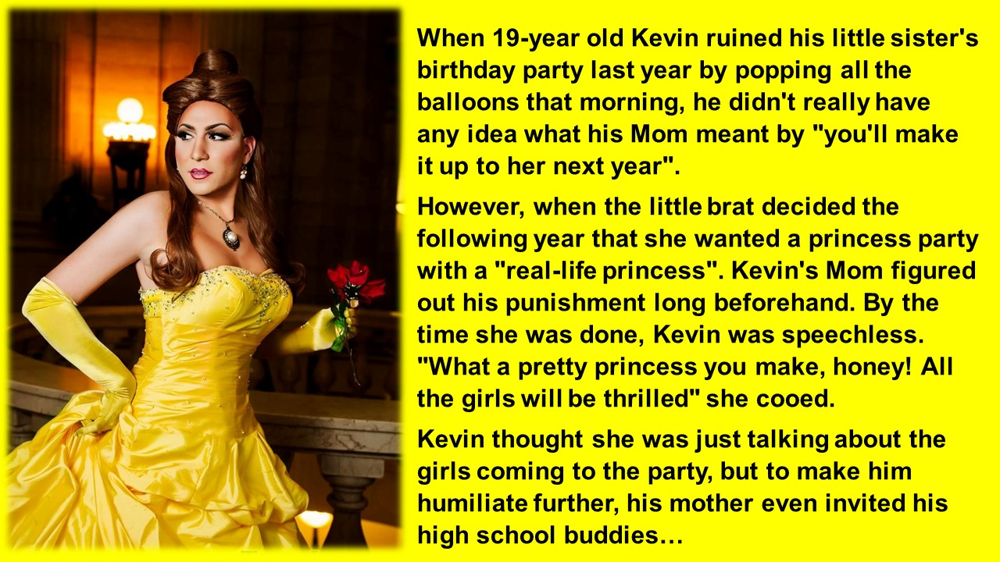 When 19-year old Kevin ruined his little sister's
birthday party last year by popping all the
balloons that morning, he didn't really have
any idea what his Mom meant by "you'll make
it up to her next year".
However, when the little brat decided the
following year that she wanted a princess party
with a "real-life princess". Kevin's Mom figured
out his punishment long beforehand. By the
time she was done, Kevin was speechless.
"What a pretty princess you make, honey! All
the girls will be thrilled" she cooed.
Kevin thought she was just talking about the
girls coming to the party, but to make him
humiliate further, his mother even invited his
high school buddies…